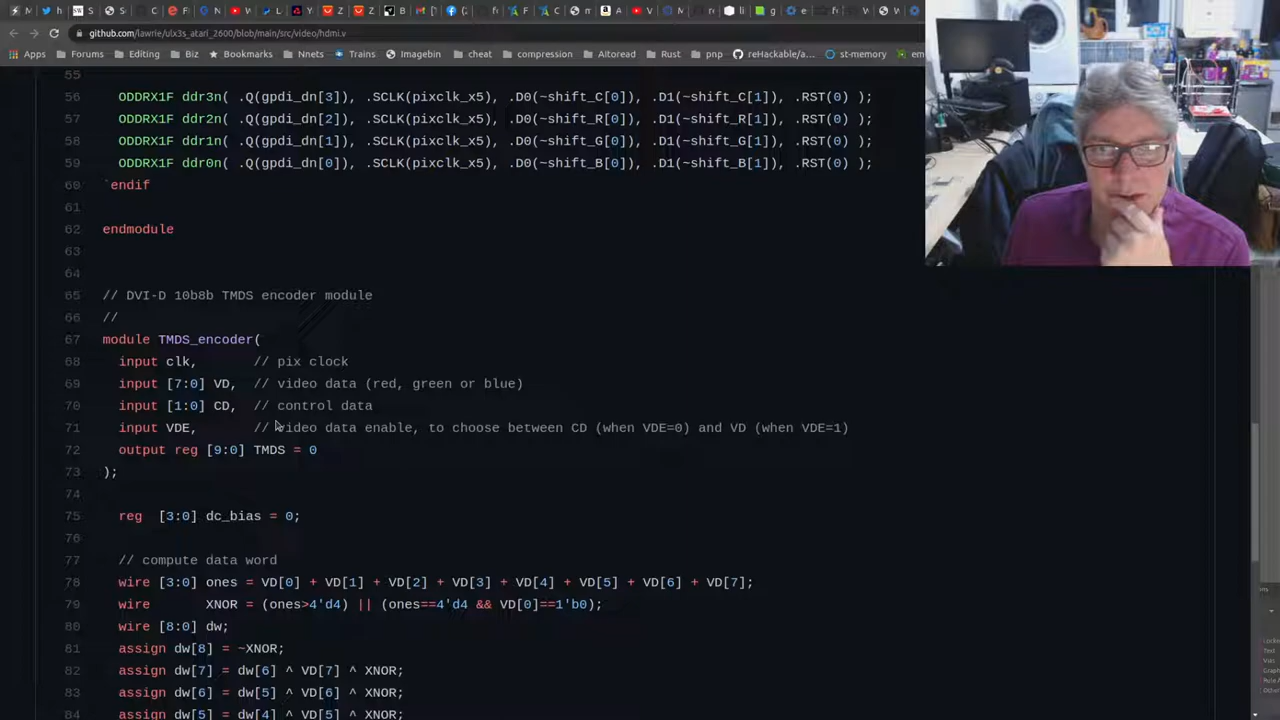 github.com/lawrie/ulx3s_atari_2600/blob/main/src/video/hdmi.v
Apps Forums Editing Biz Bookmarks Nnets Trains Imagebir cheat compression Altoread Rust pnp reHackable/a... st-memory
55
56 ODDRX1F ddr3n( .Q(gpdi_dn[3]), .SCLK(pixclk_x5), .D0(~shift_C[0]), .D1(~shift_C[1]), .RST(0) );
57 ODDRX1F ddr2n( .Q(gpdi_dn[2]), .SCLK(pixclk_x5), .D0(~shift_R[0]), .D1(~shift_R[1]), .RST(0) );
58 ODDRX1F ddr1n( .Q(gpdi_dn[1]), .SCLK(pixclk_x5), .D0(~shift_G[0]), .D1(~shift_G[1]), .RST(0) );
59 ODDRX1F ddr0n( .Q(gpdi_dn[0]), .SCLK(pixclk_x5), .D0(~shift_B[0]), .D1(~shift_B[1]), .RST(0) );
60 `endif
61
62 endmodule
63
64
65 // DVI-D 10b8b TMDS encoder module
66 //
67 module TMDS_encoder(
68 input clk, // pix clock
69 input [7:0] VD, // video data (red, green or blue)
70 input [1:0] CD, // control data
71 input VDE, // video data enable, to choose between CD (when VDE=0) and VD (when VDE=1)
72 output reg [9:0] TMDS = 0
73 );
74
75 reg [3:0] dc_bias = 0;
76
77 // compute data word
78 wire [3:0] ones = VD[0] + VD[1] + VD[2] + VD[3] + VD[4] + VD[5] + VD[6] + VD[7];
79 wire XNOR = (ones>4'd4) || (ones==4'd4 && VD[0]==1'b0);
80 wire [8:0] dw;
81 assign dw[8] = ~XNOR;
82 assign dw[7] = dw[6] ^ VD[7] ^ XNOR;
83 assign dw[6] = dw[5] ^ VD[6] ^ XNOR;
84 assign dw[5] = dw[4] ^ VD[5] ^ XNOR;